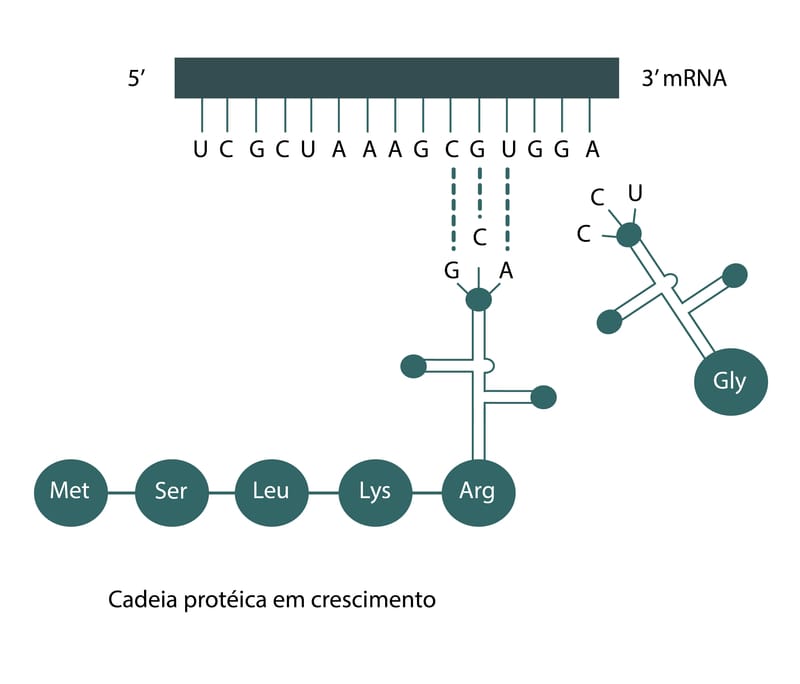 5’ 3’ mRNA
U C G C U A A A G C G U G G A
C U
C
C
G A
Gly
Met Ser Leu Lys Arg
Cadeia protéica em crescimento